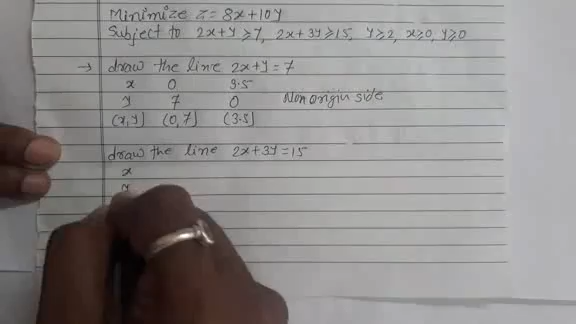 Minimize z = 8x+10y
Subject to 2x+y ≥ 7, 2x+3y ≥ 15, y ≥ 2, x ≥ 0, y ≥ 0
→ draw the line 2x+y = 7
x 0 3.5
y 7 0 Non origin side
(x,y) (0,7) (3.5)
draw the line 2x+3y = 15
x
y